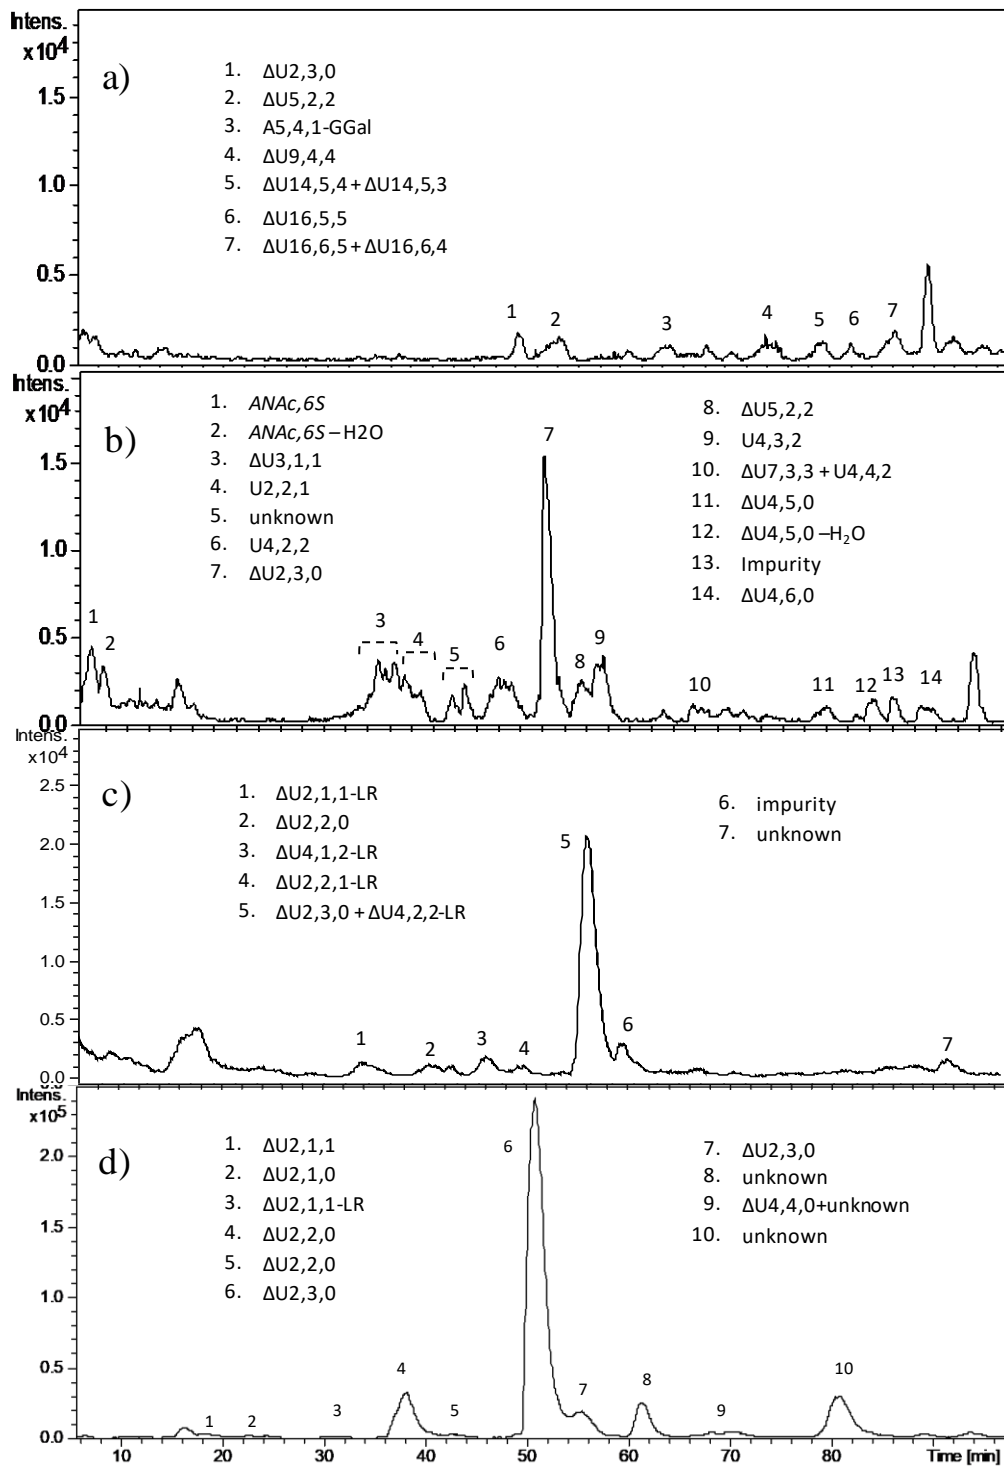 Intens.
x10⁴
a)
1. ΔU2,3,0
2. ΔU5,2,2
3. A5,4,1-GGal
4. ΔU9,4,4
5. ΔU14,5,4 + ΔU14,5,3
6. ΔU16,5,5
7. ΔU16,6,5 + ΔU16,6,4
1.5
1.0
0.5
0.0
1 2 3 4 5 6 7
Intens.
x10⁴
b)
1. ANAc,6S
2. ANAc,6S – H2O
3. ΔU3,1,1
4. U2,2,1
5. unknown
6. U4,2,2
7. ΔU2,3,0
8. ΔU5,2,2
9. U4,3,2
10. ΔU7,3,3 + U4,4,2
11. ΔU4,5,0
12. ΔU4,5,0 –H₂O
13. Impurity
14. ΔU4,6,0
1.5
1.0
0.5
0.0
1 2 3 4 5 6 7 8 9 10 11 12 13 14
Intens.
x10⁴
c)
1. ΔU2,1,1-LR
2. ΔU2,2,0
3. ΔU4,1,2-LR
4. ΔU2,2,1-LR
5. ΔU2,3,0 + ΔU4,2,2-LR
6. impurity
7. unknown
2.5
2.0
1.5
1.0
0.5
0.0
1 2 3 4 5 6 7
Intens.
x10⁵
d)
1. ΔU2,1,1
2. ΔU2,1,0
3. ΔU2,1,1-LR
4. ΔU2,2,0
5. ΔU2,2,0
6. ΔU2,3,0
7. ΔU2,3,0
8. unknown
9. ΔU4,4,0+unknown
10. unknown
2.0
1.5
1.0
0.5
0.0
1 2 3 4 5 6 7 8 9 10
10 20 30 40 50 60 70 80 Time [min]